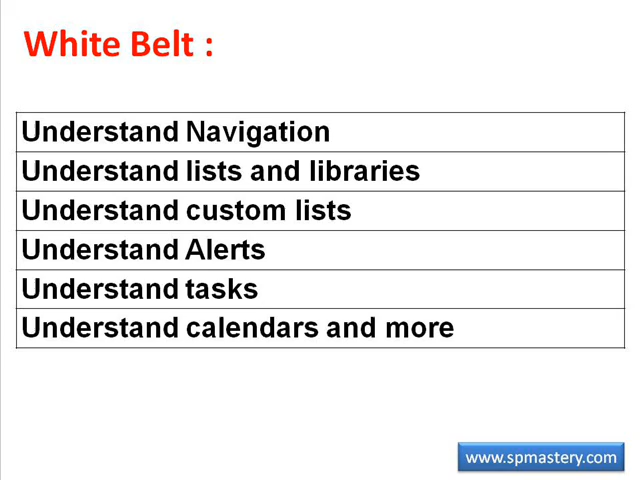 White Belt :
Understand Navigation
Understand lists and libraries
Understand custom lists
Understand Alerts
Understand tasks
Understand calendars and more
www.spmastery.com